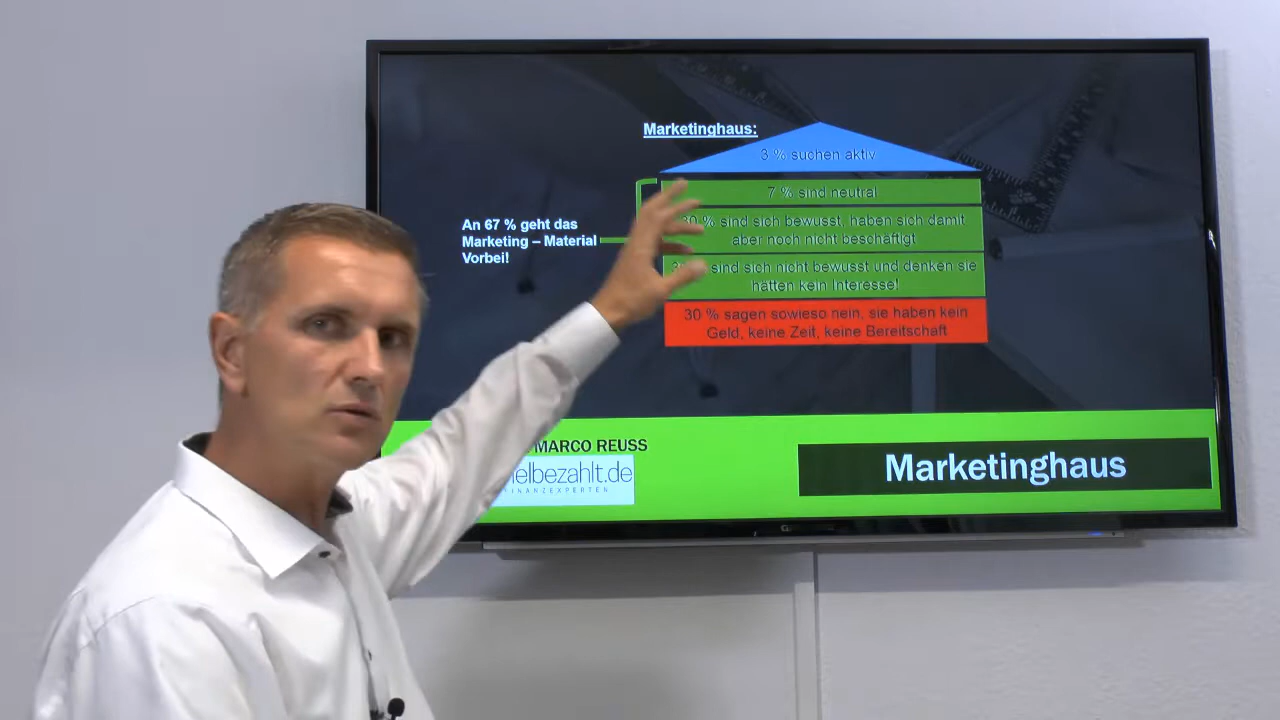 Marketinghaus:
3 % suchen aktiv
7 % sind neutral
An 67 % geht das
Marketing – Material
Vorbei!
% sind sich bewusst, haben sich damit
aber noch nicht beschäftigt
sind sich nicht bewusst und denken sie
hätten kein Interesse!
30 % sagen sowieso nein, sie haben kein
Geld, keine Zeit, keine Bereitschaft
MARCO REUSS
elbezahlt.de
FINANZEXPERTEN
Marketinghaus